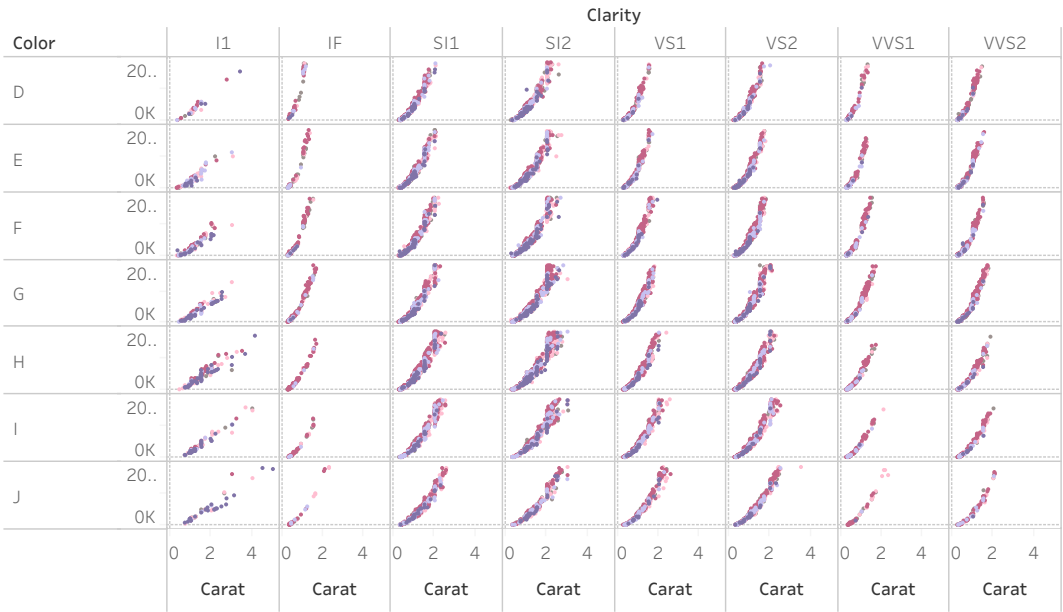 Clarity
Color I1 IF SI1 SI2 VS1 VS2 VVS1 VVS2
20..
D
0K
20..
E
0K
20..
F
0K
20..
G
0K
20..
H
0K
20..
I
0K
20..
J
0K
0 2 4 0 2 4 0 2 4 0 2 4 0 2 4 0 2 4 0 2 4 0 2 4
Carat Carat Carat Carat Carat Carat Carat Carat